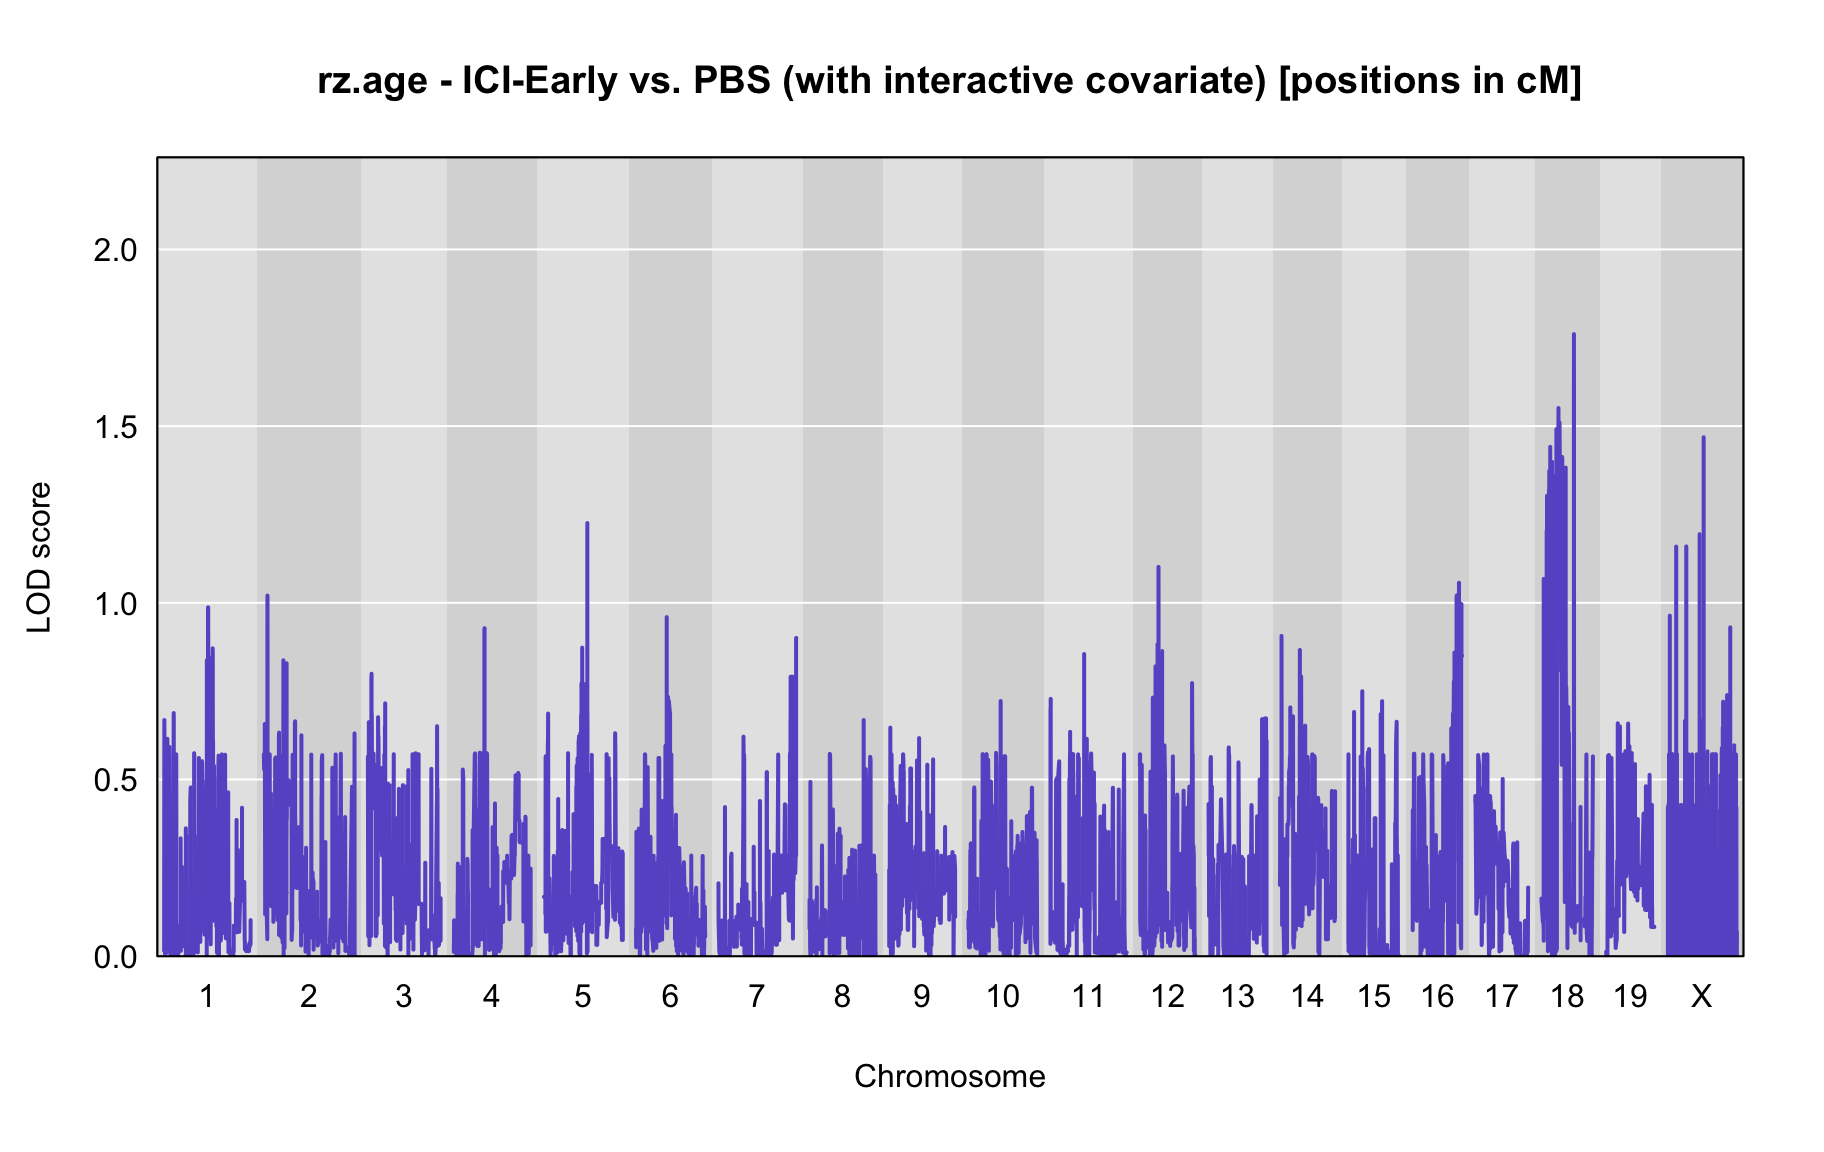 rz.age - ICI-Early vs. PBS (with interactive covariate) [positions in cM]
LOD score
2.0
1.5
1.0
0.5
0.0
1 2 3 4 5 6 7 8 9 10 11 12 13 14 15 16 17 18 19 X
Chromosome